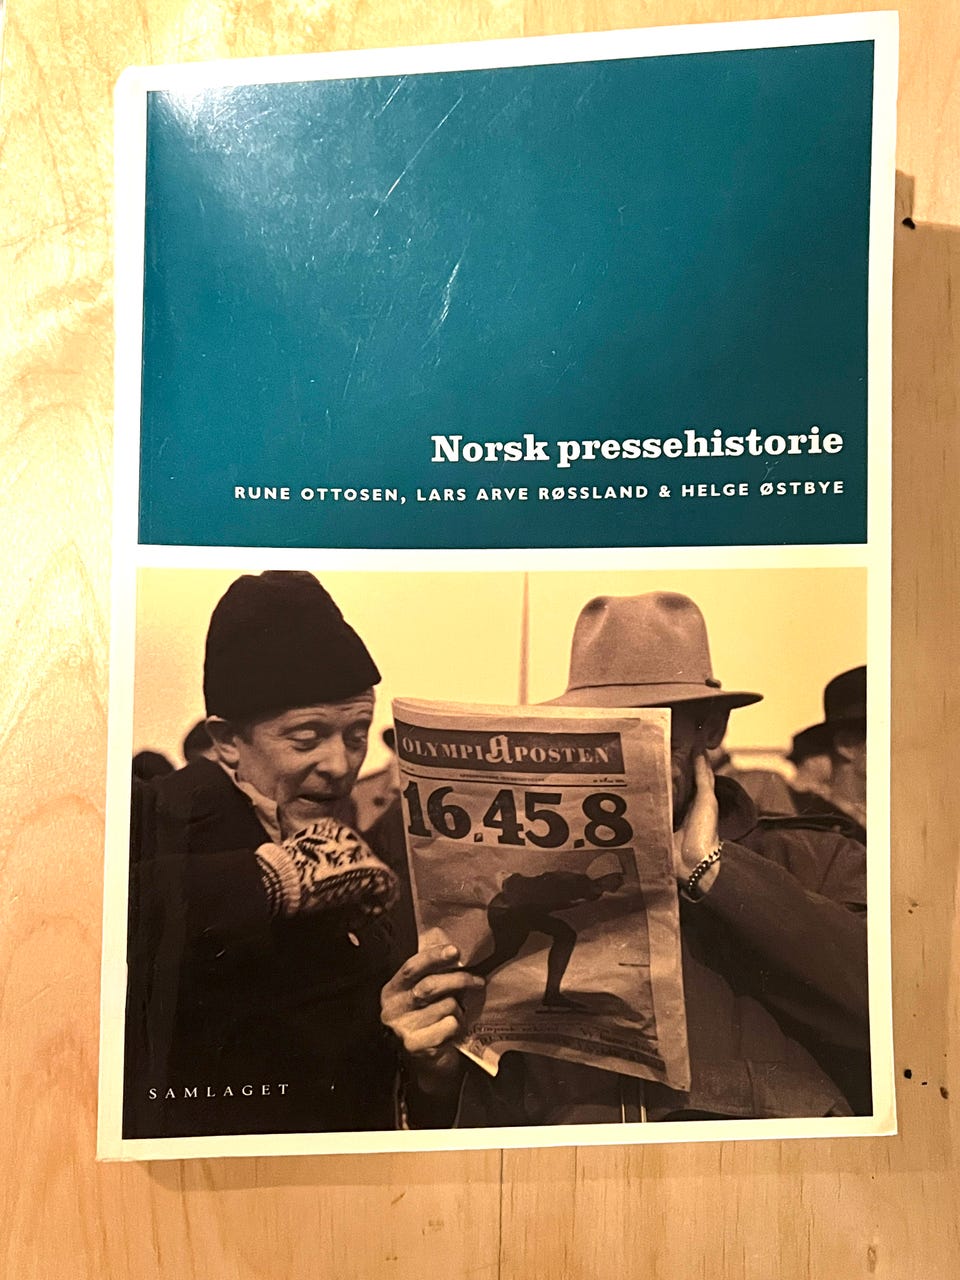 Norsk pressehistorie
RUNE OTTOSEN, LARS ARVE RØSSLAND & HELGE ØSTBYE
OLYMPIAPOSTEN
16.45.8
SAMLAGET